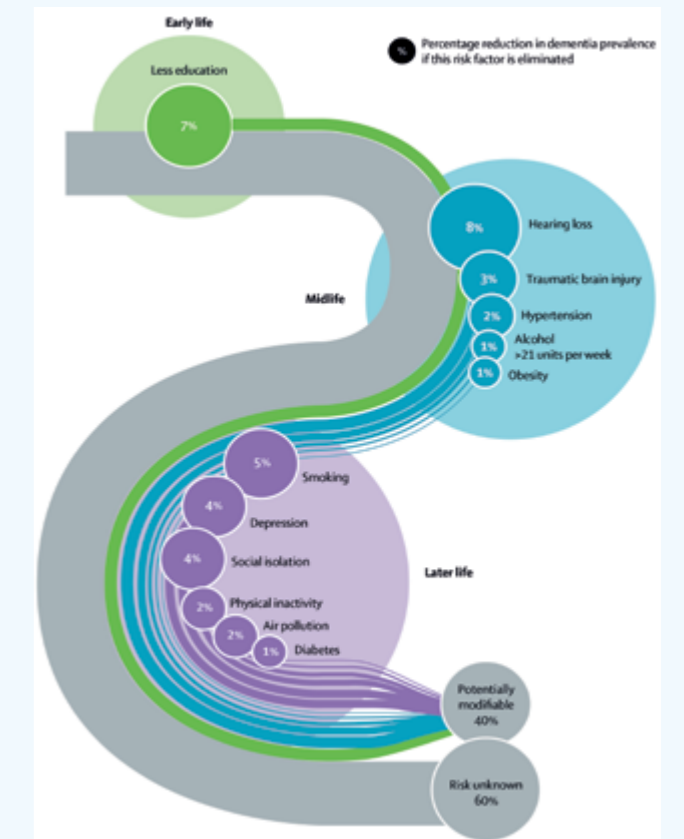 Early life
% Percentage reduction in dementia prevalence
if this risk factor is eliminated
Less education
7%
8% Hearing loss
3% Traumatic brain injury
Midlife
2% Hypertension
1% Alcohol
>21 units per week
1% Obesity
5% Smoking
4% Depression
4% Social isolation
Later life
2% Physical inactivity
2% Air pollution
1% Diabetes
Potentially
modifiable
40%
Risk unknown
60%